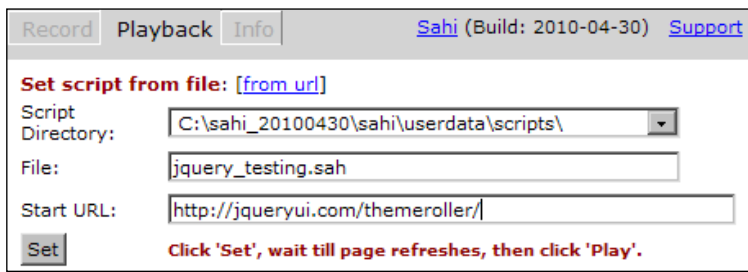 Record Playback Info Sahi (Build: 2010-04-30) Support
Set script from file: [from url]
Script
Directory: C:\sahi_20100430\sahi\userdata\scripts\
File: jquery_testing.sah
Start URL: http://jqueryui.com/themeroller/
Set Click 'Set', wait till page refreshes, then click 'Play'.